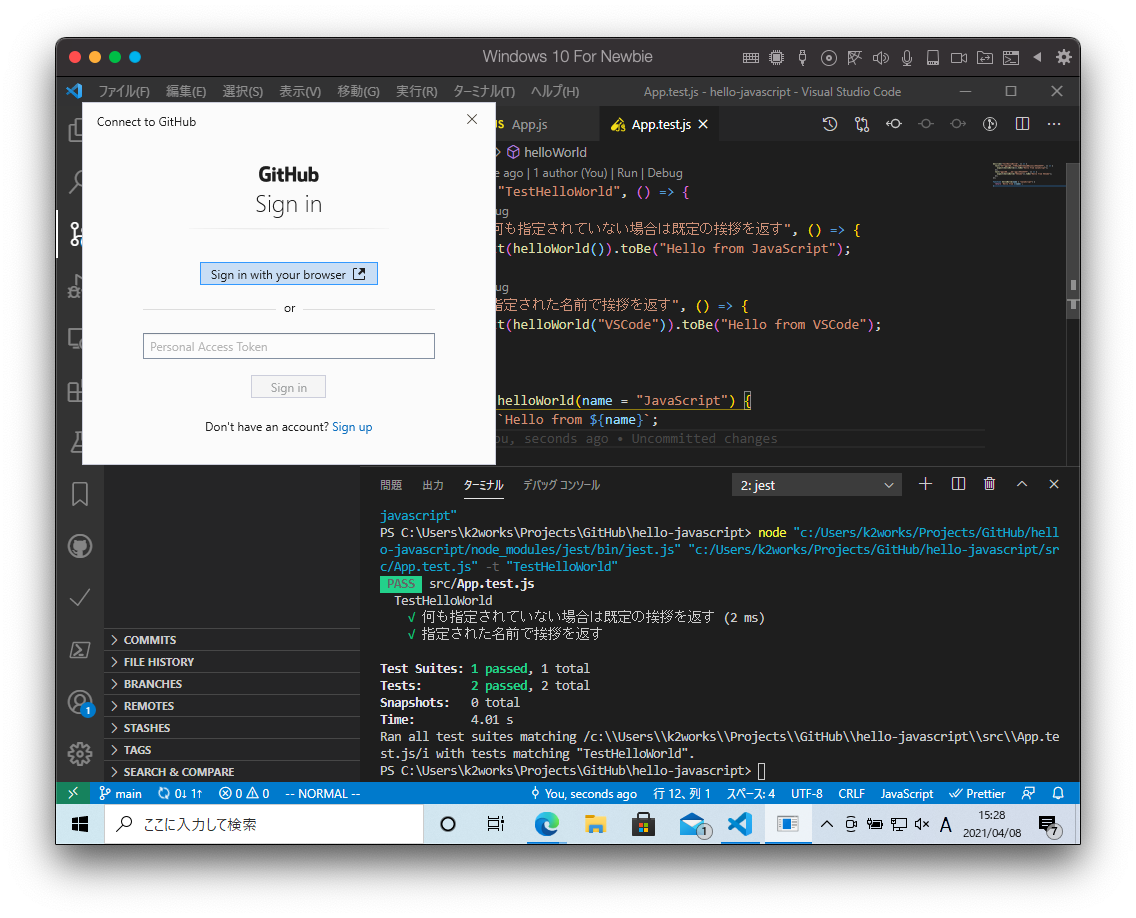 Windows 10 For Newbie
ファイル(F) 編集(E) 選択(S) 表示(V) 移動(G) 実行(R) ターミナル(T) ヘルプ(H) App.test.js - hello-javascript - Visual Studio Code
Connect to GitHub
GitHub
Sign in
Sign in with your browser
or
Personal Access Token
Sign in
Don't have an account? Sign up
App.js App.test.js
helloWorld
ago | 1 author (You) | Run | Debug
"TestHelloWorld", () => {
何も指定されていない場合は既定の挨拶を返す", () => {
(helloWorld()).toBe("Hello from JavaScript");
指定された名前で挨拶を返す", () => {
(helloWorld("VSCode")).toBe("Hello from VSCode");
helloWorld(name = "JavaScript") {
`Hello from ${name}`;
seconds ago • Uncommitted changes
問題 出力 ターミナル デバッグ コンソール 2: jest
javascript"
PS C:\Users\k2works\Projects\GitHub\hello-javascript> node "c:/Users/k2works/Projects/GitHub/hell
o-javascript/node_modules/jest/bin/jest.js" "c:/Users/k2works/Projects/GitHub/hello-javascript/sr
c/App.test.js" -t "TestHelloWorld"
PASS src/App.test.js
TestHelloWorld
√ 何も指定されていない場合は既定の挨拶を返す (2 ms)
√ 指定された名前で挨拶を返す
Test Suites: 1 passed, 1 total
Tests: 2 passed, 2 total
Snapshots: 0 total
Time: 4.01 s
Ran all test suites matching /c:\\Users\\k2works\\Projects\\GitHub\\hello-javascript\\src\\App.te
st.js/i with tests matching "TestHelloWorld".
PS C:\Users\k2works\Projects\GitHub\hello-javascript>
COMMITS
FILE HISTORY
BRANCHES
REMOTES
STASHES
TAGS
SEARCH & COMPARE
1
main 0↓ 1↑ 0 0 -- NORMAL -- You, seconds ago 行 12、列 1 スペース: 4 UTF-8 CRLF JavaScript Prettier
ここに入力して検索 1 A 15:28
2021/04/08 7